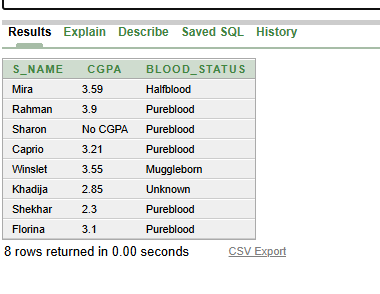 Results Explain Describe Saved SQL History
S_NAME CGPA BLOOD_STATUS
Mira 3.59 Halfblood
Rahman 3.9 Pureblood
Sharon No CGPA Pureblood
Caprio 3.21 Pureblood
Winslet 3.55 Muggleborn
Khadija 2.85 Unknown
Shekhar 2.3 Pureblood
Florina 3.1 Pureblood
8 rows returned in 0.00 seconds CSV Export